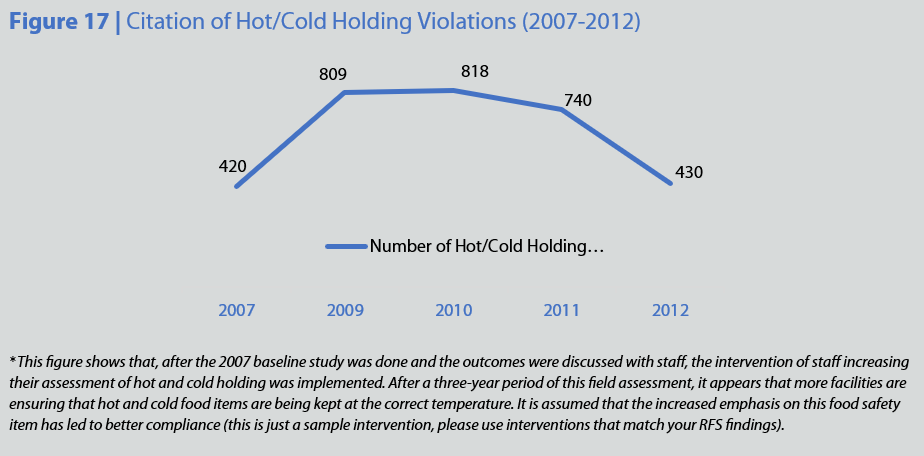 Figure 17 | Citation of Hot/Cold Holding Violations (2007-2012)
809
818
740
420
430
Number of Hot/Cold Holding…
2007 2009 2010 2011 2012
* This figure shows that, after the 2007 baseline study was done and the outcomes were discussed with staff, the intervention of staff increasing
their assessment of hot and cold holding was implemented. After a three-year period of this field assessment, it appears that more facilities are
ensuring that hot and cold food items are being kept at the correct temperature. It is assumed that the increased emphasis on this food safety
item has led to better compliance (this is just a sample intervention, please use interventions that match your RFS findings).